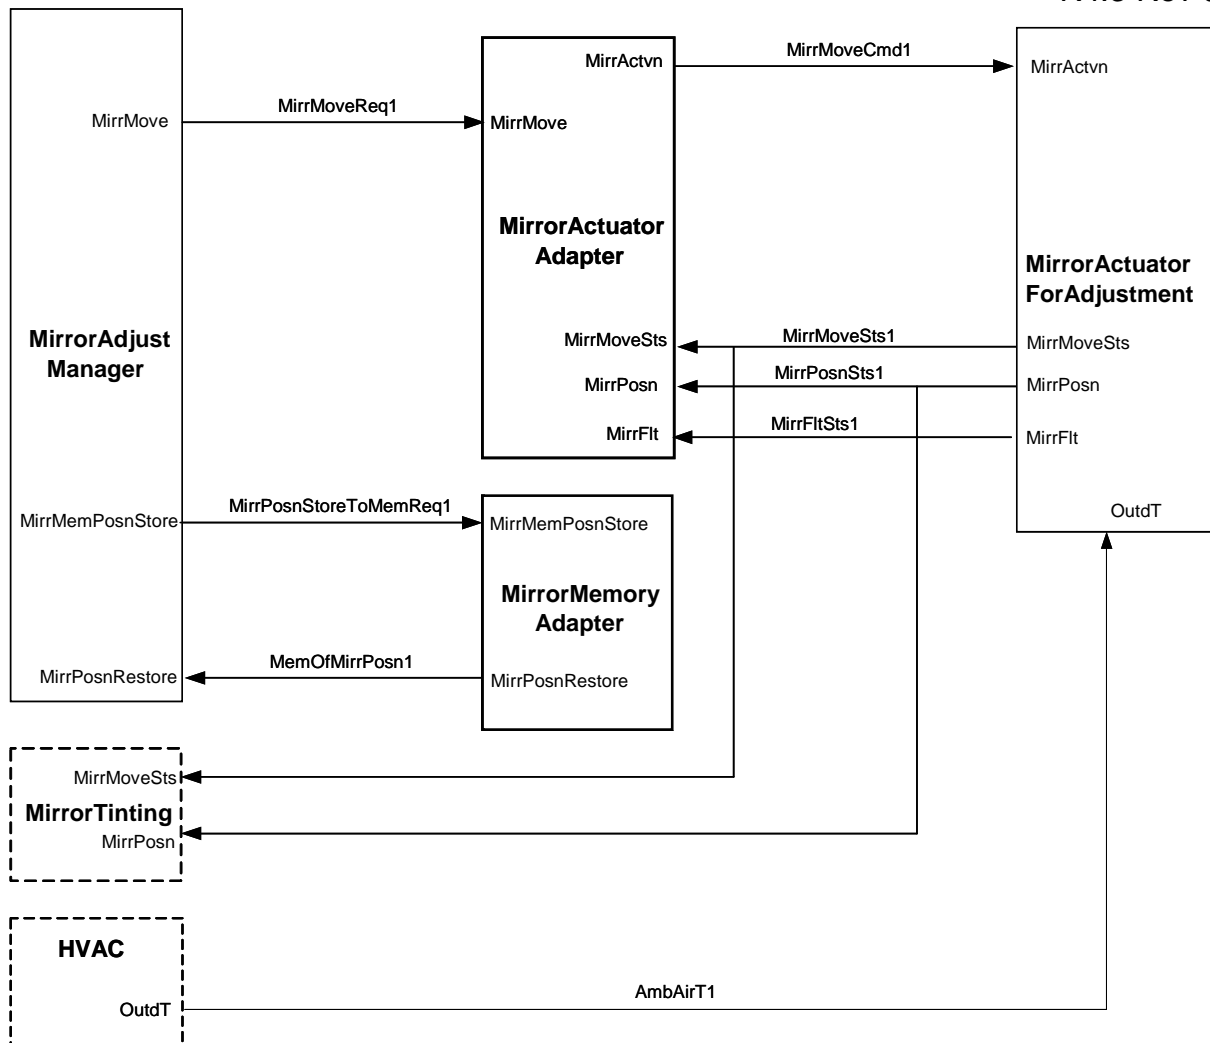 MirrActvn
MirrMoveCmd1
MirrActvn
MirrMove
MirrMoveReq1
MirrMove
MirrorActuator
Adapter
MirrorActuator
ForAdjustment
MirrorAdjust
Manager
MirrMoveSts
MirrMoveSts1
MirrMoveSts
MirrPosn
MirrPosnSts1
MirrPosn
MirrFlt
MirrFltSts1
MirrFlt
MirrMemPosnStore
MirrPosnStoreToMemReq1
MirrMemPosnStore
OutdT
MirrorMemory
Adapter
MirrPosnRestore
MemOfMirrPosn1
MirrPosnRestore
MirrMoveSts
MirrorTinting
MirrPosn
HVAC
OutdT
AmbAirT1